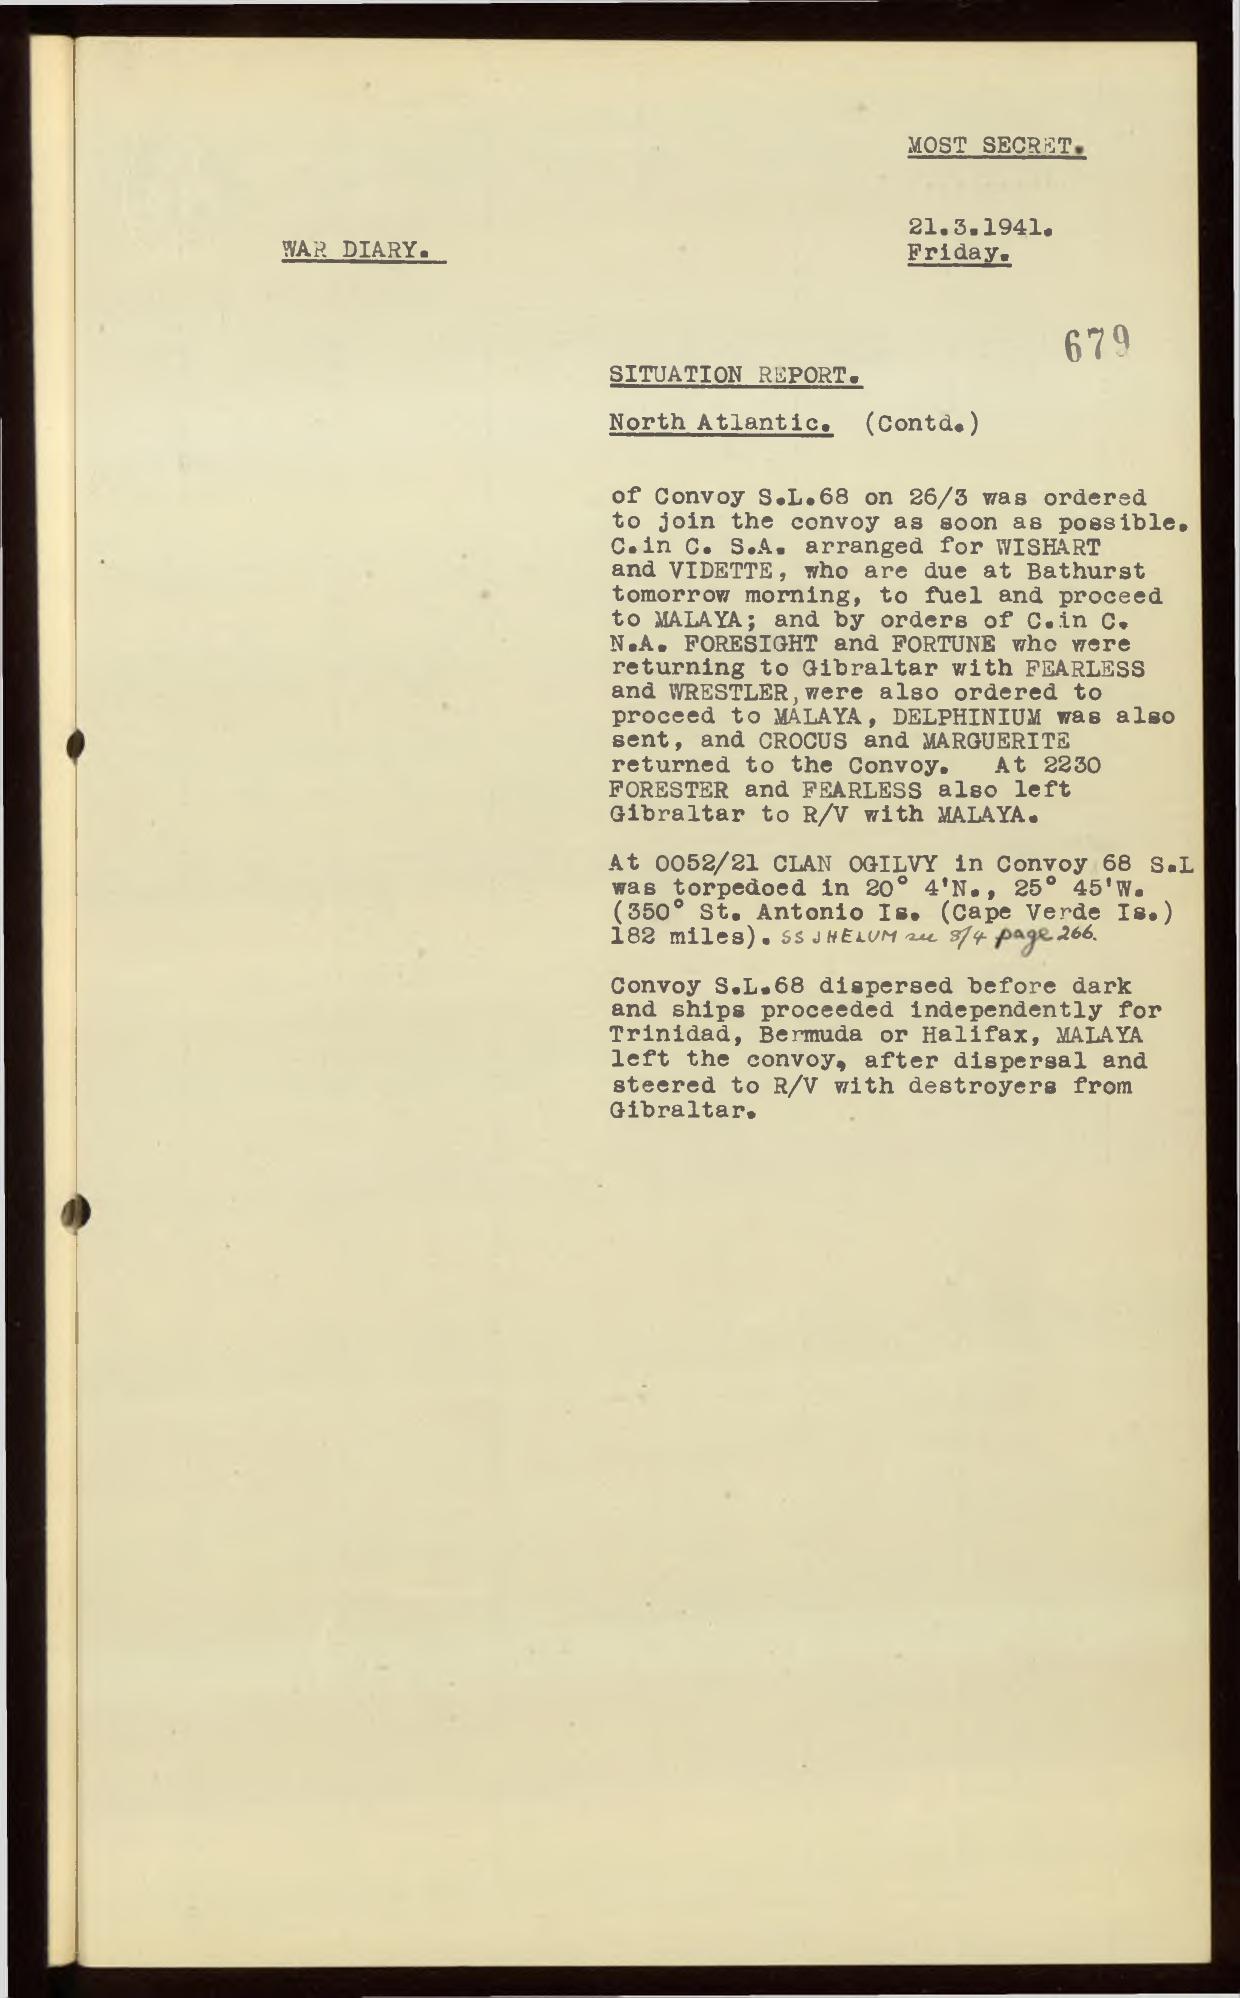 MOST SECRET.
21.3.1941.
WAR DIARY.
Friday.
679
SITUATION REPORT.
North Atlantic. (Contd.)
of Convoy S.L.68 on 26/3 was ordered
to join the convoy as soon as possible.
C.in C. S.A. arranged for WISHART
and VIDETTE, who are due at Bathurst
tomorrow morning, to fuel and proceed
to MALAYA; and by orders of C.in C.
N.A. FORESIGHT and FORTUNE who were
returning to Gibraltar with FEARLESS
and WRESTLER, were also ordered to
proceed to MALAYA, DELPHINIUM was also
sent, and CROCUS and MARGUERITE
returned to the Convoy. At 2230
FORESTER and FEARLESS also left
Gibraltar to R/V with MALAYA.
At 0052/21 CLAN OGILVY in Convoy 68 S.L
was torpedoed in 20° 4'N., 25° 45'W.
(350° St. Antonio Is. (Cape Verde Is.)
182 miles). SS JHELUM see 8/4 page 266.
Convoy S.L.68 dispersed before dark
and ships proceeded independently for
Trinidad, Bermuda or Halifax, MALAYA
left the convoy, after dispersal and
steered to R/V with destroyers from
Gibraltar.